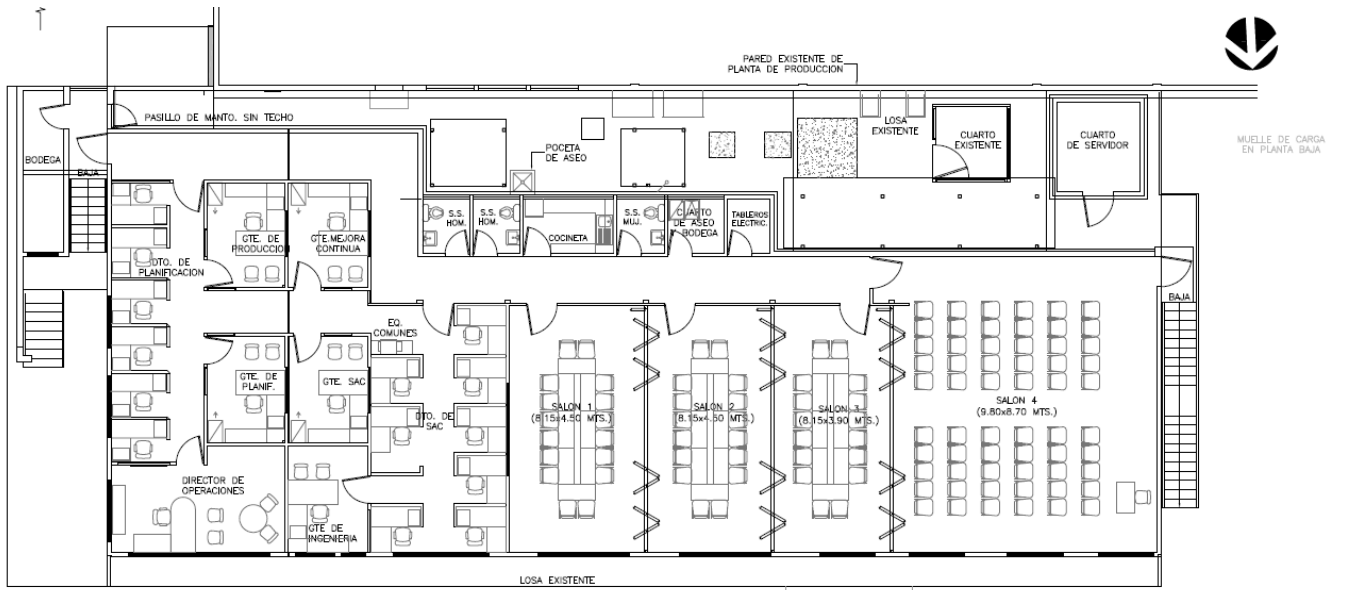 PARED EXISTENTE DE
PLANTA DE PRODUCCION
PASILLO DE MANTO. SIN TECHO
LOSA
EXISTENTE
CUARTO
EXISTENTE
CUARTO
DE SERVIDOR
MUELLE DE CARGA
EN PLANTA BAJA
BODEGA
BAJA
POCETA
DE ASEO
S.S.
HOM.
S.S.
HOM.
COCINETA
S.S.
MUJ.
CUARTO
DE ASEO
Y BODEGA
TABLEROS
ELECTRIC.
GTE. DE
PRODUCCION
GTE.MEJORA
CONTINUA
DTO. DE
PLANIFICACION
BAJA
EQ.
COMUNES
GTE. DE
PLANIF.
GTE. SAC
DTO. DE
SAC
SALON 1
(8.15x4.50 MTS.)
SALON 2
(8.15x4.50 MTS.)
SALON 3
(8.15x3.90 MTS.)
SALON 4
(9.80x8.70 MTS.)
DIRECTOR DE
OPERACIONES
GTE DE
INGENIERIA
LOSA EXISTENTE